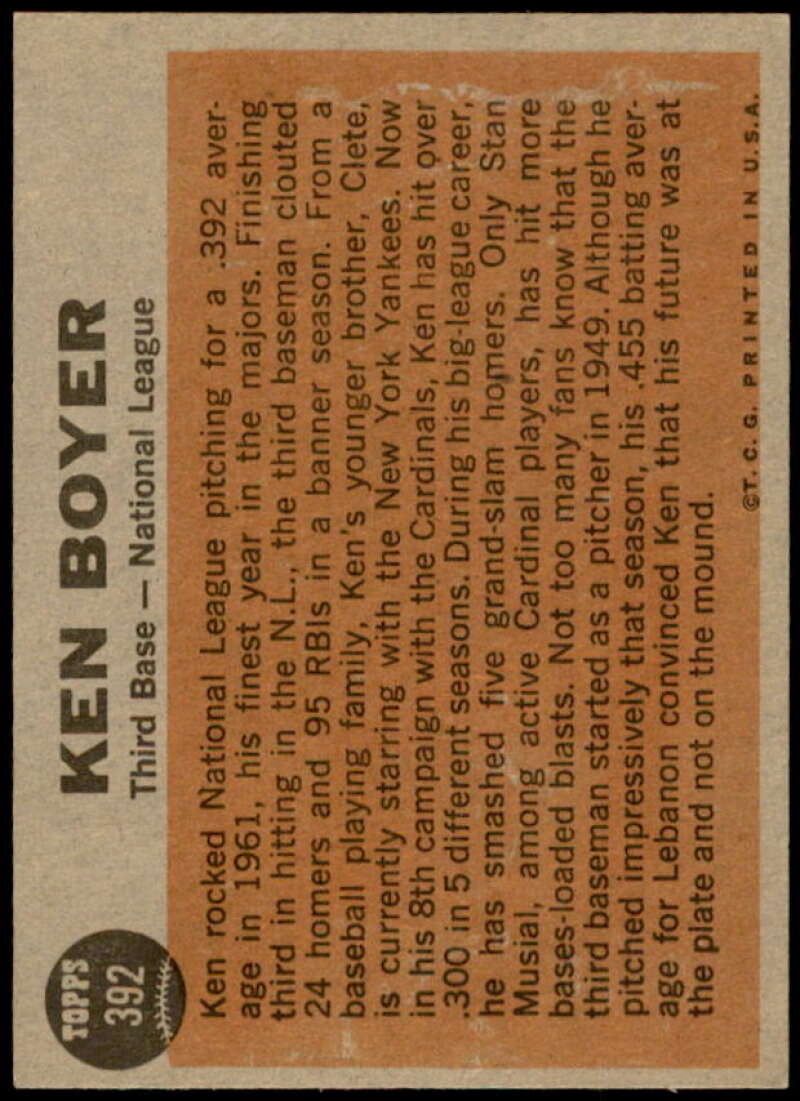 TOPPS
392
KEN BOYER
Third Base — National League
Ken rocked National League pitching for a .392 aver-
age in 1961, his finest year in the majors. Finishing
third in hitting in the N.L., the third baseman clouted
24 homers and 95 RBIs in a banner season. From a
baseball playing family, Ken's younger brother, Clete,
is currently starring with the New York Yankees. Now
in his 8th campaign with the Cardinals, Ken has hit over
.300 in 5 different seasons. During his big-league career,
he has smashed five grand-slam homers. Only Stan
Musial, among active Cardinal players, has hit more
bases-loaded blasts. Not too many fans know that the
third baseman started as a pitcher in 1949. Although he
pitched impressively that season, his .455 batting aver-
age for Lebanon convinced Ken that his future was at
the plate and not on the mound.
©T. C. G. PRINTED IN U.S.A.